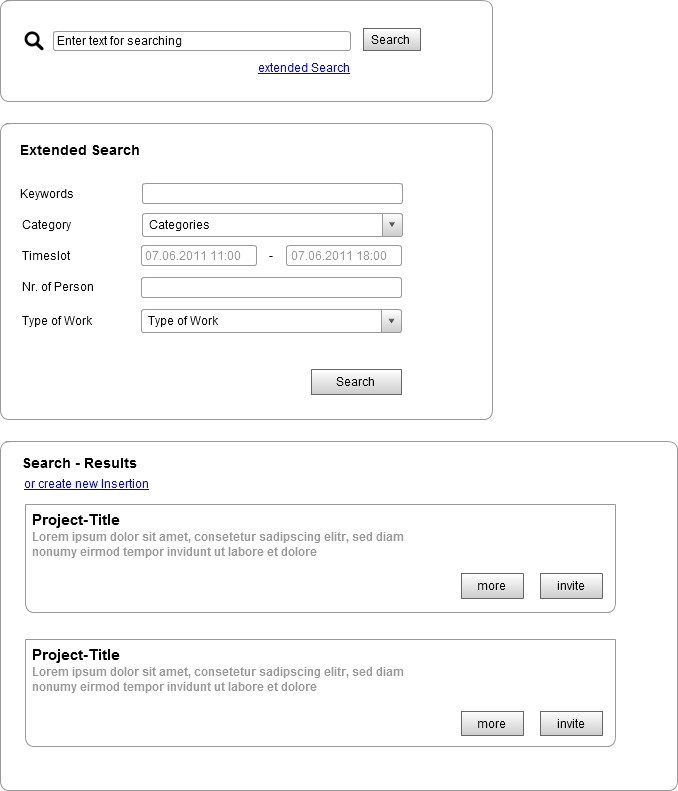 Enter text for searching
Search
extended Search
Extended Search
Keywords
Category
Categories
Timeslot
07.06.2011 11:00 - 07.06.2011 18:00
Nr. of Person
Type of Work
Type of Work
Search
Search - Results
or create new Insertion
Project-Title
Lorem ipsum dolor sit amet, consetetur sadipscing elitr, sed diam
nonumy eirmod tempor invidunt ut labore et dolore
more
invite
Project-Title
Lorem ipsum dolor sit amet, consetetur sadipscing elitr, sed diam
nonumy eirmod tempor invidunt ut labore et dolore
more
invite